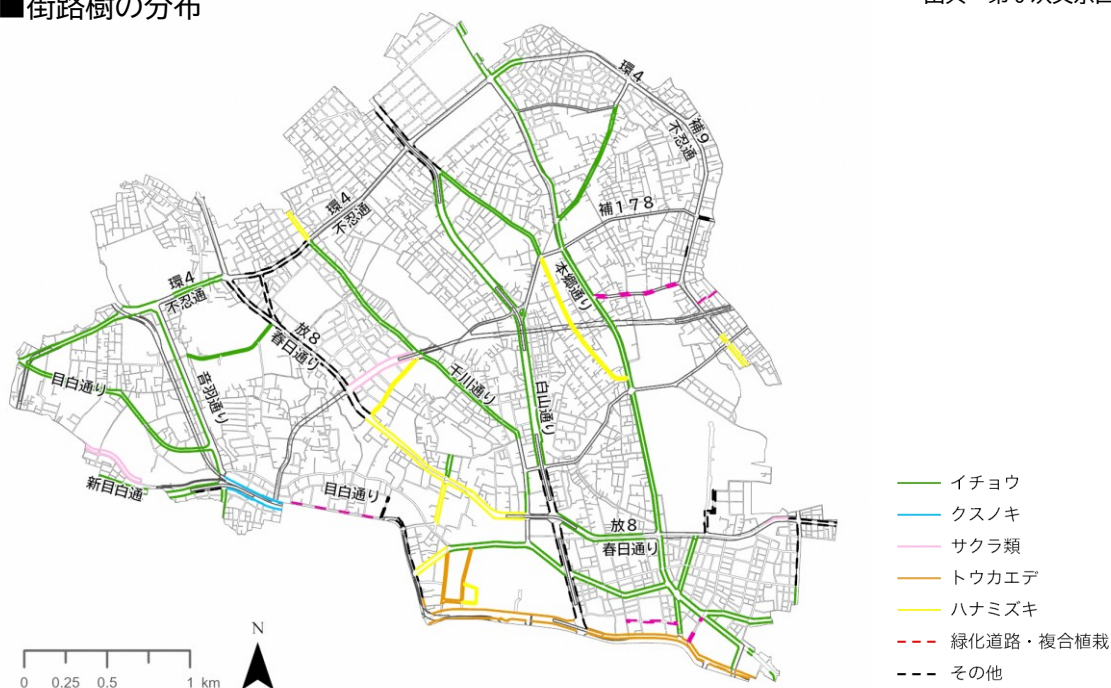 ■街路樹の分布
環4
補9
不忍通
環4
不忍通
補178
環4
不忍通
本郷通り
放8
春日通り
目白通り
音羽通り
千川通り
白山通り
新目白通
目白通り
放8
春日通り
イチョウ
クスノキ
サクラ類
トウカエデ
ハナミズキ
緑化道路・複合植栽
その他
N
0 0.25 0.5 1 km